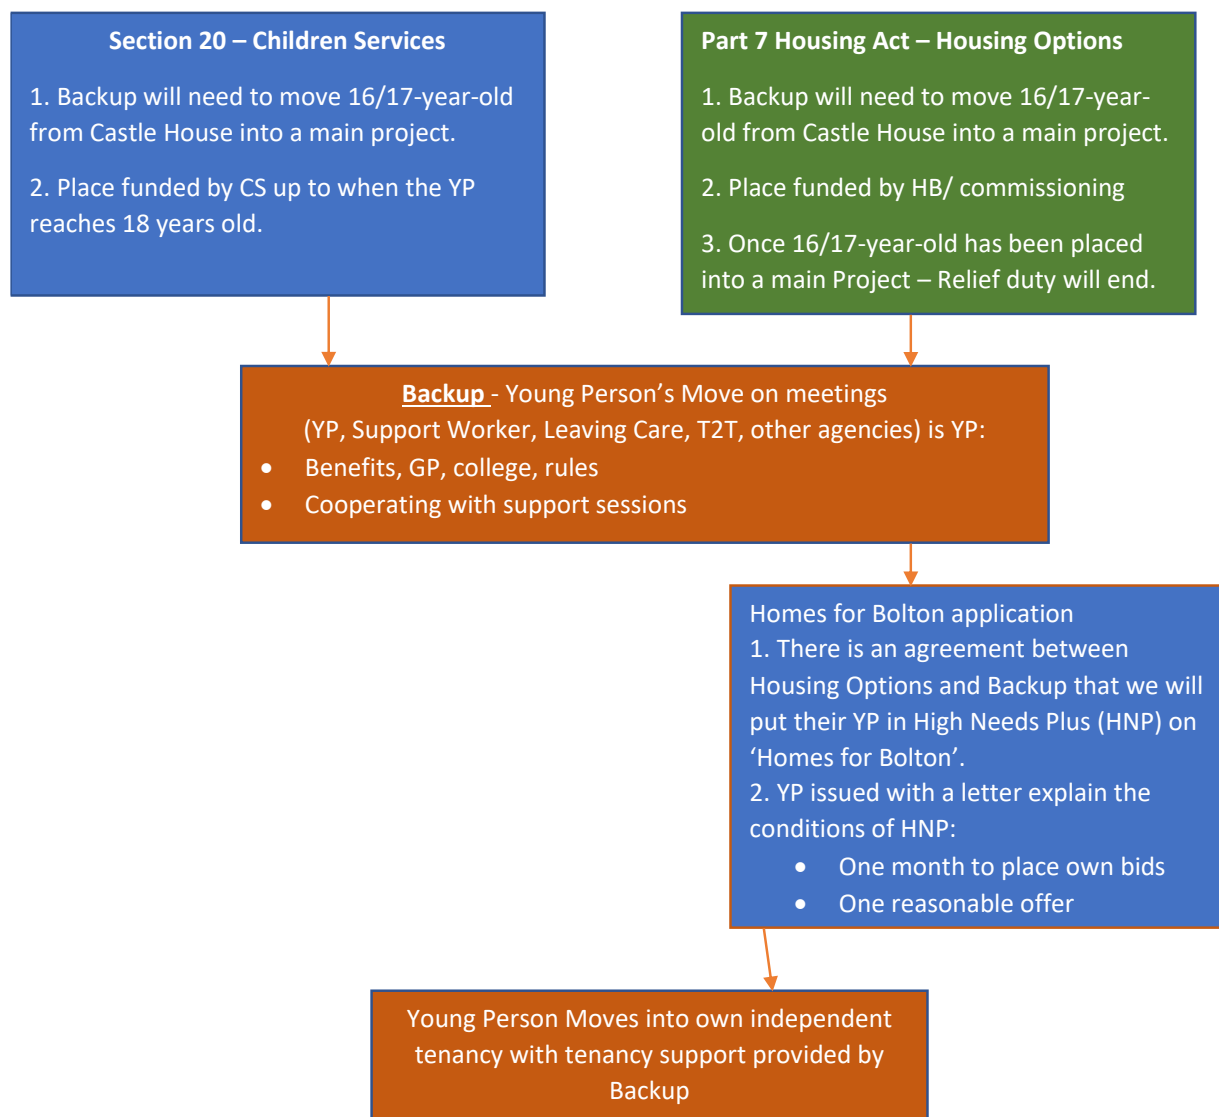 Section 20 – Children Services
1. Backup will need to move 16/17-year-old
from Castle House into a main project.
2. Place funded by CS up to when the YP
reaches 18 years old.
Part 7 Housing Act – Housing Options
1. Backup will need to move 16/17-year-
old from Castle House into a main project.
2. Place funded by HB/ commissioning
3. Once 16/17-year-old has been placed
into a main Project – Relief duty will end.
Backup - Young Person’s Move on meetings
(YP, Support Worker, Leaving Care, T2T, other agencies) is YP:
• Benefits, GP, college, rules
• Cooperating with support sessions
Homes for Bolton application
1. There is an agreement between
Housing Options and Backup that we will
put their YP in High Needs Plus (HNP) on
‘Homes for Bolton’.
2. YP issued with a letter explain the
conditions of HNP:
• One month to place own bids
• One reasonable offer
Young Person Moves into own independent
tenancy with tenancy support provided by
Backup